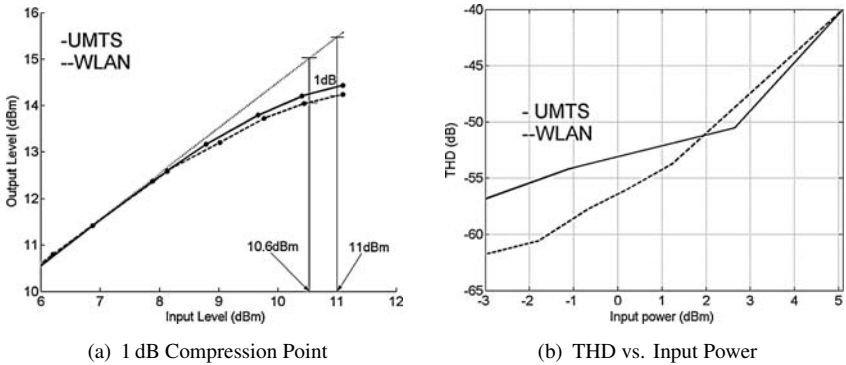 16
15
14
13
12
11
10
Output Level (dBm)
-UMTS
--WLAN
1dB
10.6dBm
11dBm
6 7 8 9 10 11 12
Input Level (dBm)
(a) 1 dB Compression Point
-40
-45
-50
-55
-60
-65
THD (dB)
- UMTS
--WLAN
-3 -2 -1 0 1 2 3 4 5
Input power (dBm)
(b) THD vs. Input Power